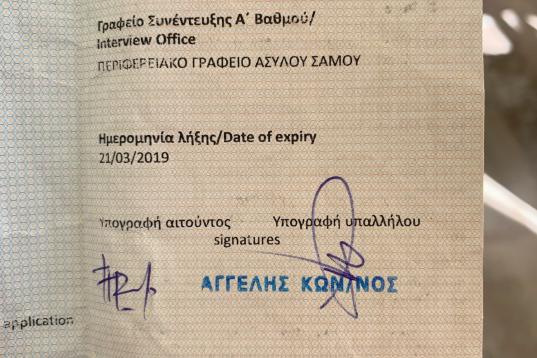 Γραφείο Συνέντευξης Α΄ Βαθμού/
Interview Office
ΠΕΡΙΦΕΡΕΙΑΚΟ ΓΡΑΦΕΙΟ ΑΣΥΛΟΥ ΣΑΜΟΥ
Ημερομηνία λήξης/Date of expiry
21/03/2019
Υπογραφή αιτούντος Υπογραφή υπαλλήλου
signatures
ΑΓΓΕΛΗΣ ΚΩΝ/ΝΟΣ
application